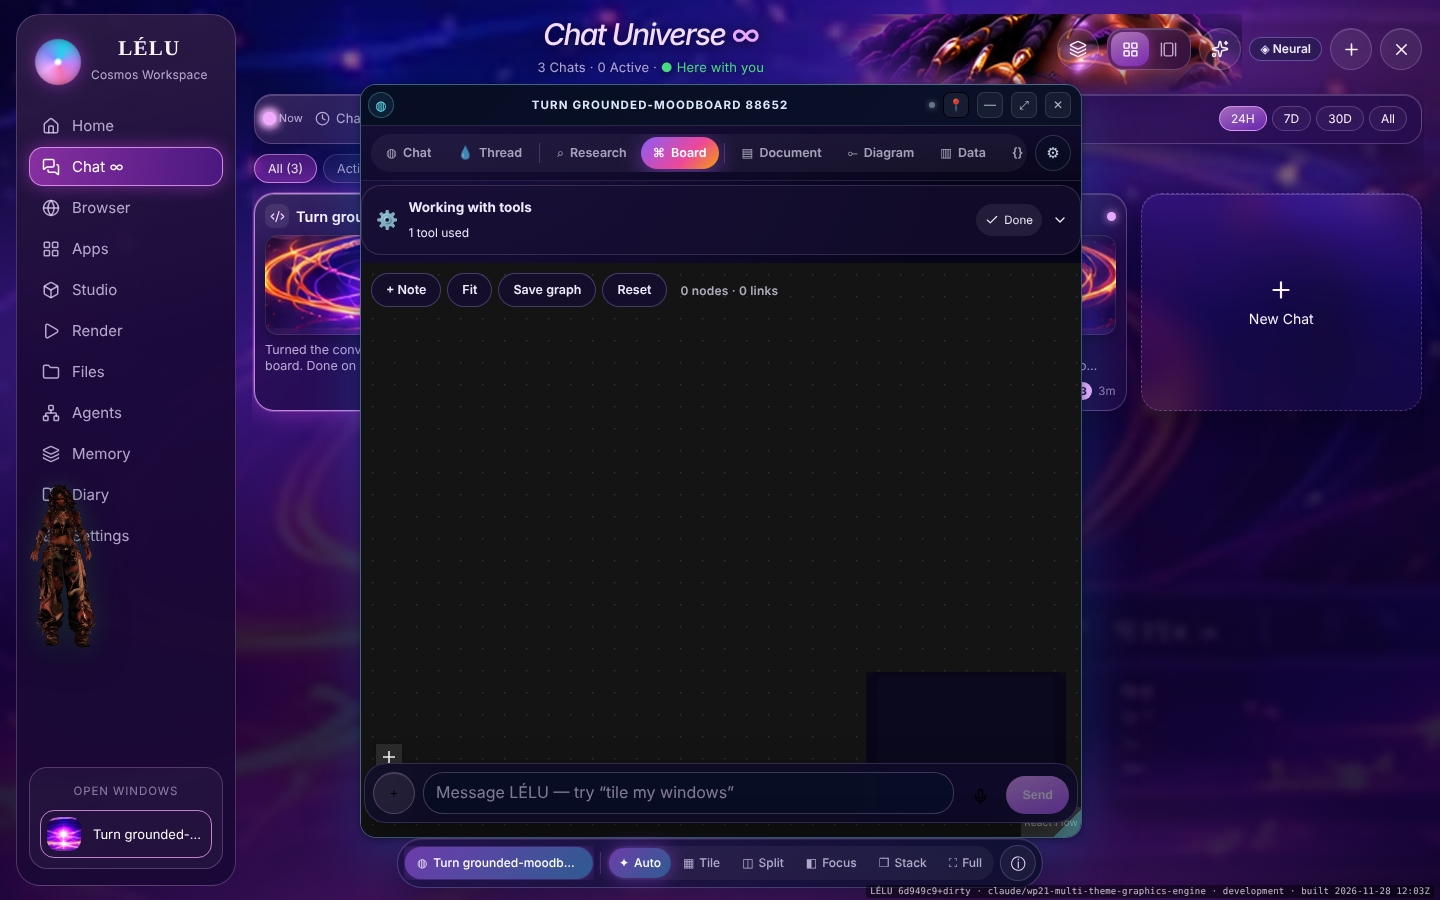 LÉLU
Cosmos Workspace
Home
Chat ∞
Browser
Apps
Studio
Render
Files
Agents
Memory
Diary
ettings
OPEN WINDOWS
Turn grounded-...
Chat Universe ∞
3 Chats · 0 Active · Here with you
◈ Neural
Now
Cha
24H 7D 30D All
All (3)
Acti
Turn grou
Turned the conv
board. Done on
3m
New Chat
TURN GROUNDED-MOODBOARD 88652
Chat
Thread
Research
Board
Document
Diagram
Data
{}
Working with tools
1 tool used
Done
+ Note
Fit
Save graph
Reset
0 nodes · 0 links
Message LÉLU — try “tile my windows”
Send
React Flow
Turn grounded-moodb...
Auto
Tile
Split
Focus
Stack
Full
LÉLU 6d949c9+dirty · claude/wp21-multi-theme-graphics-engine · development · built 2026-11-28 12:03Z